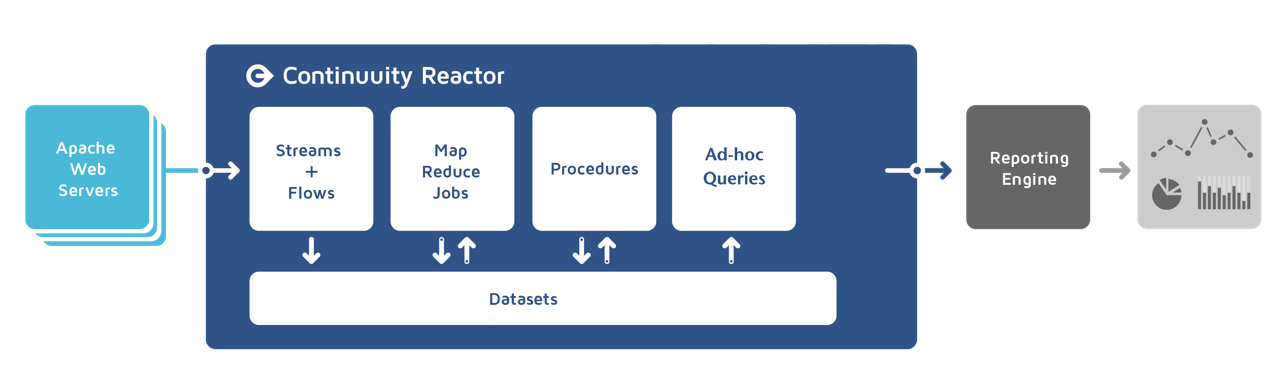 Continuuity Reactor
Apache
Web
Servers
Streams
+
Flows
Map
Reduce
Jobs
Procedures
Ad-hoc
Queries
Datasets
Reporting
Engine